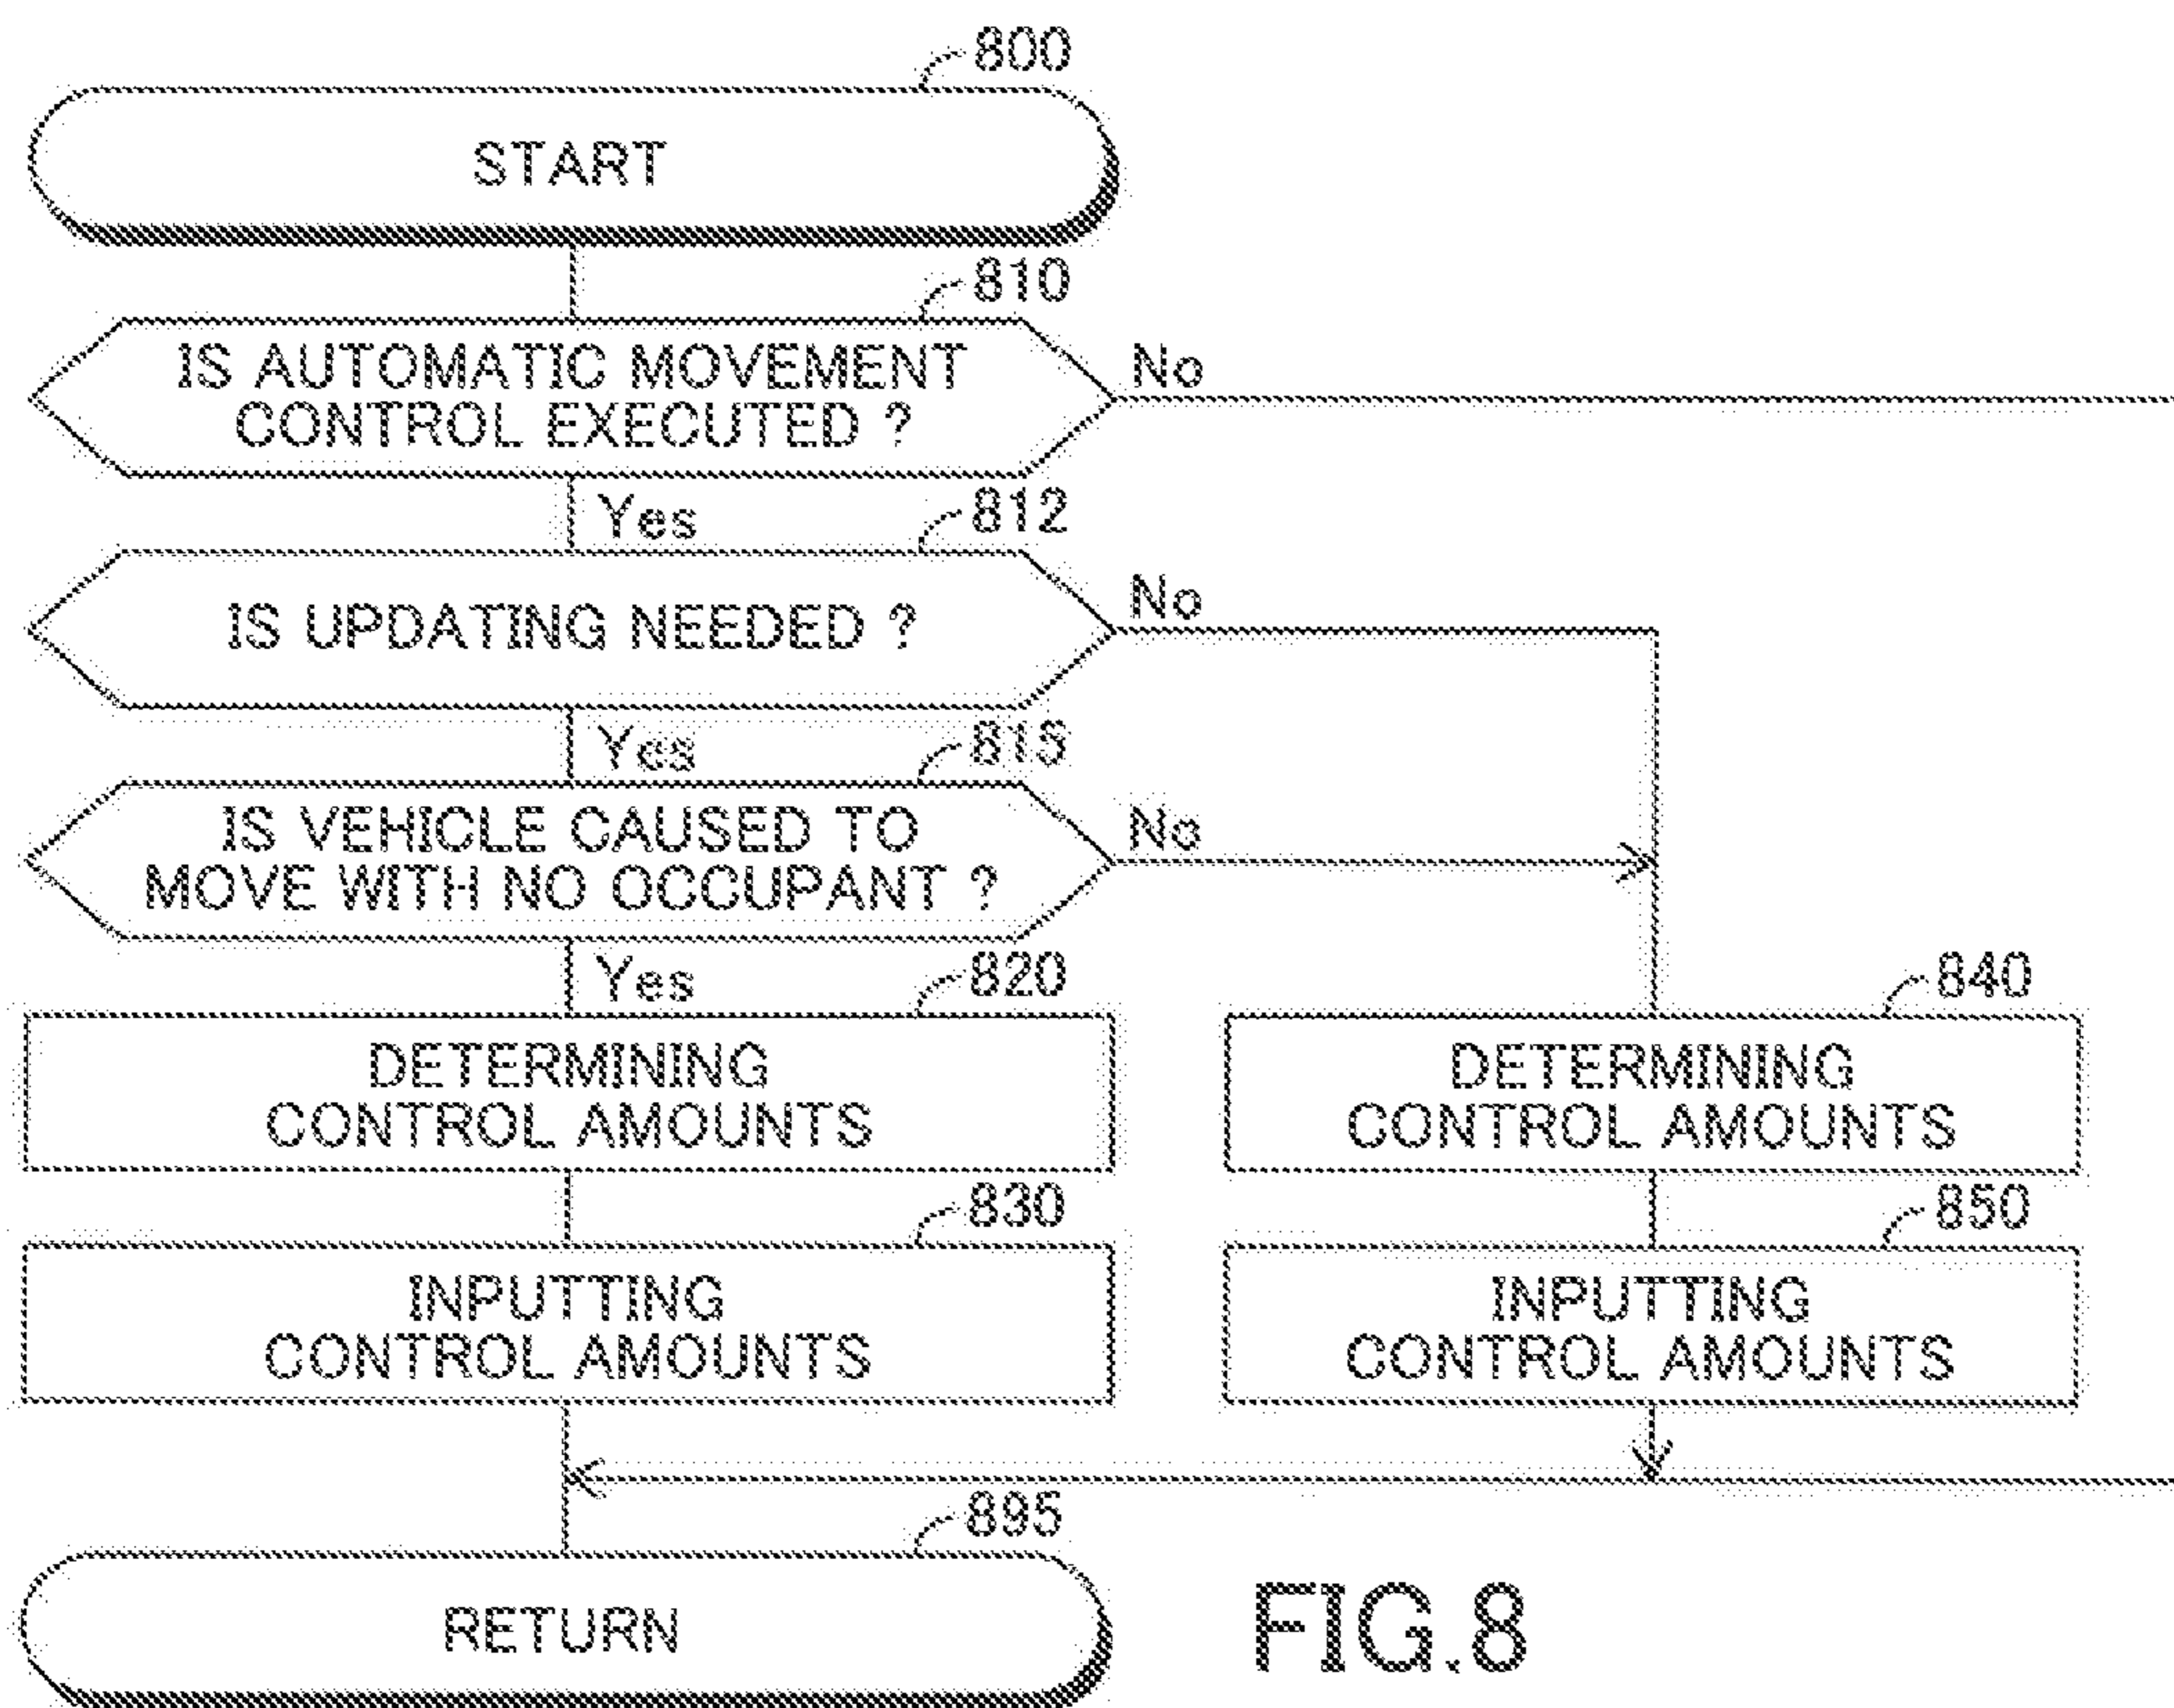 800
START
810
IS AUTOMATIC MOVEMENT
CONTROL EXECUTED ?
No
Yes
812
IS UPDATING NEEDED ?
No
Yes
815
IS VEHICLE CAUSED TO
MOVE WITH NO OCCUPANT ?
No
Yes
820
DETERMINING
CONTROL AMOUNTS
840
DETERMINING
CONTROL AMOUNTS
830
INPUTTING
CONTROL AMOUNTS
850
INPUTTING
CONTROL AMOUNTS
895
RETURN
FIG.8